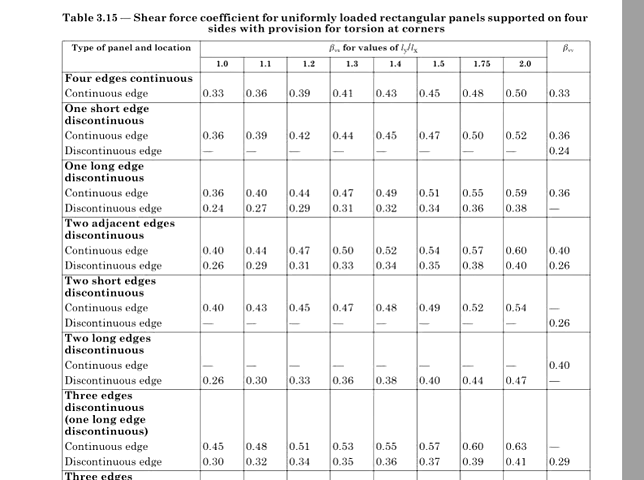 Table 3.15 — Shear force coefficient for uniformly loaded rectangular panels supported on four
sides with provision for torsion at corners
Type of panel and location βvx for values of ly/lx βvy
1.0 1.1 1.2 1.3 1.4 1.5 1.75 2.0
Four edges continuous
Continuous edge 0.33 0.36 0.39 0.41 0.43 0.45 0.48 0.50 0.33
One short edge
discontinuous
Continuous edge 0.36 0.39 0.42 0.44 0.45 0.47 0.50 0.52 0.36
Discontinuous edge — — — — — — — — 0.24
One long edge
discontinuous
Continuous edge 0.36 0.40 0.44 0.47 0.49 0.51 0.55 0.59 0.36
Discontinuous edge 0.24 0.27 0.29 0.31 0.32 0.34 0.36 0.38 —
Two adjacent edges
discontinuous
Continuous edge 0.40 0.44 0.47 0.50 0.52 0.54 0.57 0.60 0.40
Discontinuous edge 0.26 0.29 0.31 0.33 0.34 0.35 0.38 0.40 0.26
Two short edges
discontinuous
Continuous edge 0.40 0.43 0.45 0.47 0.48 0.49 0.52 0.54 —
Discontinuous edge — — — — — — — — 0.26
Two long edges
discontinuous
Continuous edge — — — — — — — — 0.40
Discontinuous edge 0.26 0.30 0.33 0.36 0.38 0.40 0.44 0.47 —
Three edges
discontinuous
(one long edge
discontinuous)
Continuous edge 0.45 0.48 0.51 0.53 0.55 0.57 0.60 0.63 —
Discontinuous edge 0.30 0.32 0.34 0.35 0.36 0.37 0.39 0.41 0.29
Three edges